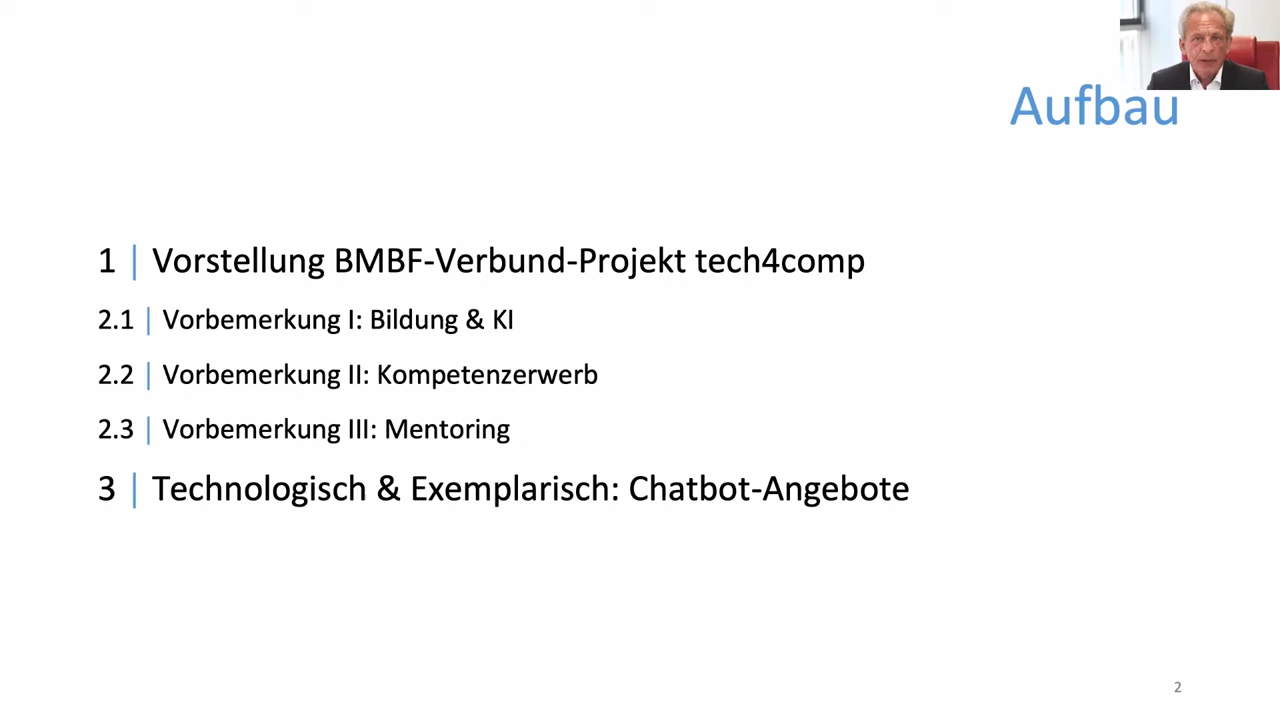 Aufbau
1 | Vorstellung BMBF-Verbund-Projekt tech4comp
2.1 | Vorbemerkung I: Bildung & KI
2.2 | Vorbemerkung II: Kompetenzerwerb
2.3 | Vorbemerkung III: Mentoring
3 | Technologisch & Exemplarisch: Chatbot-Angebote
2